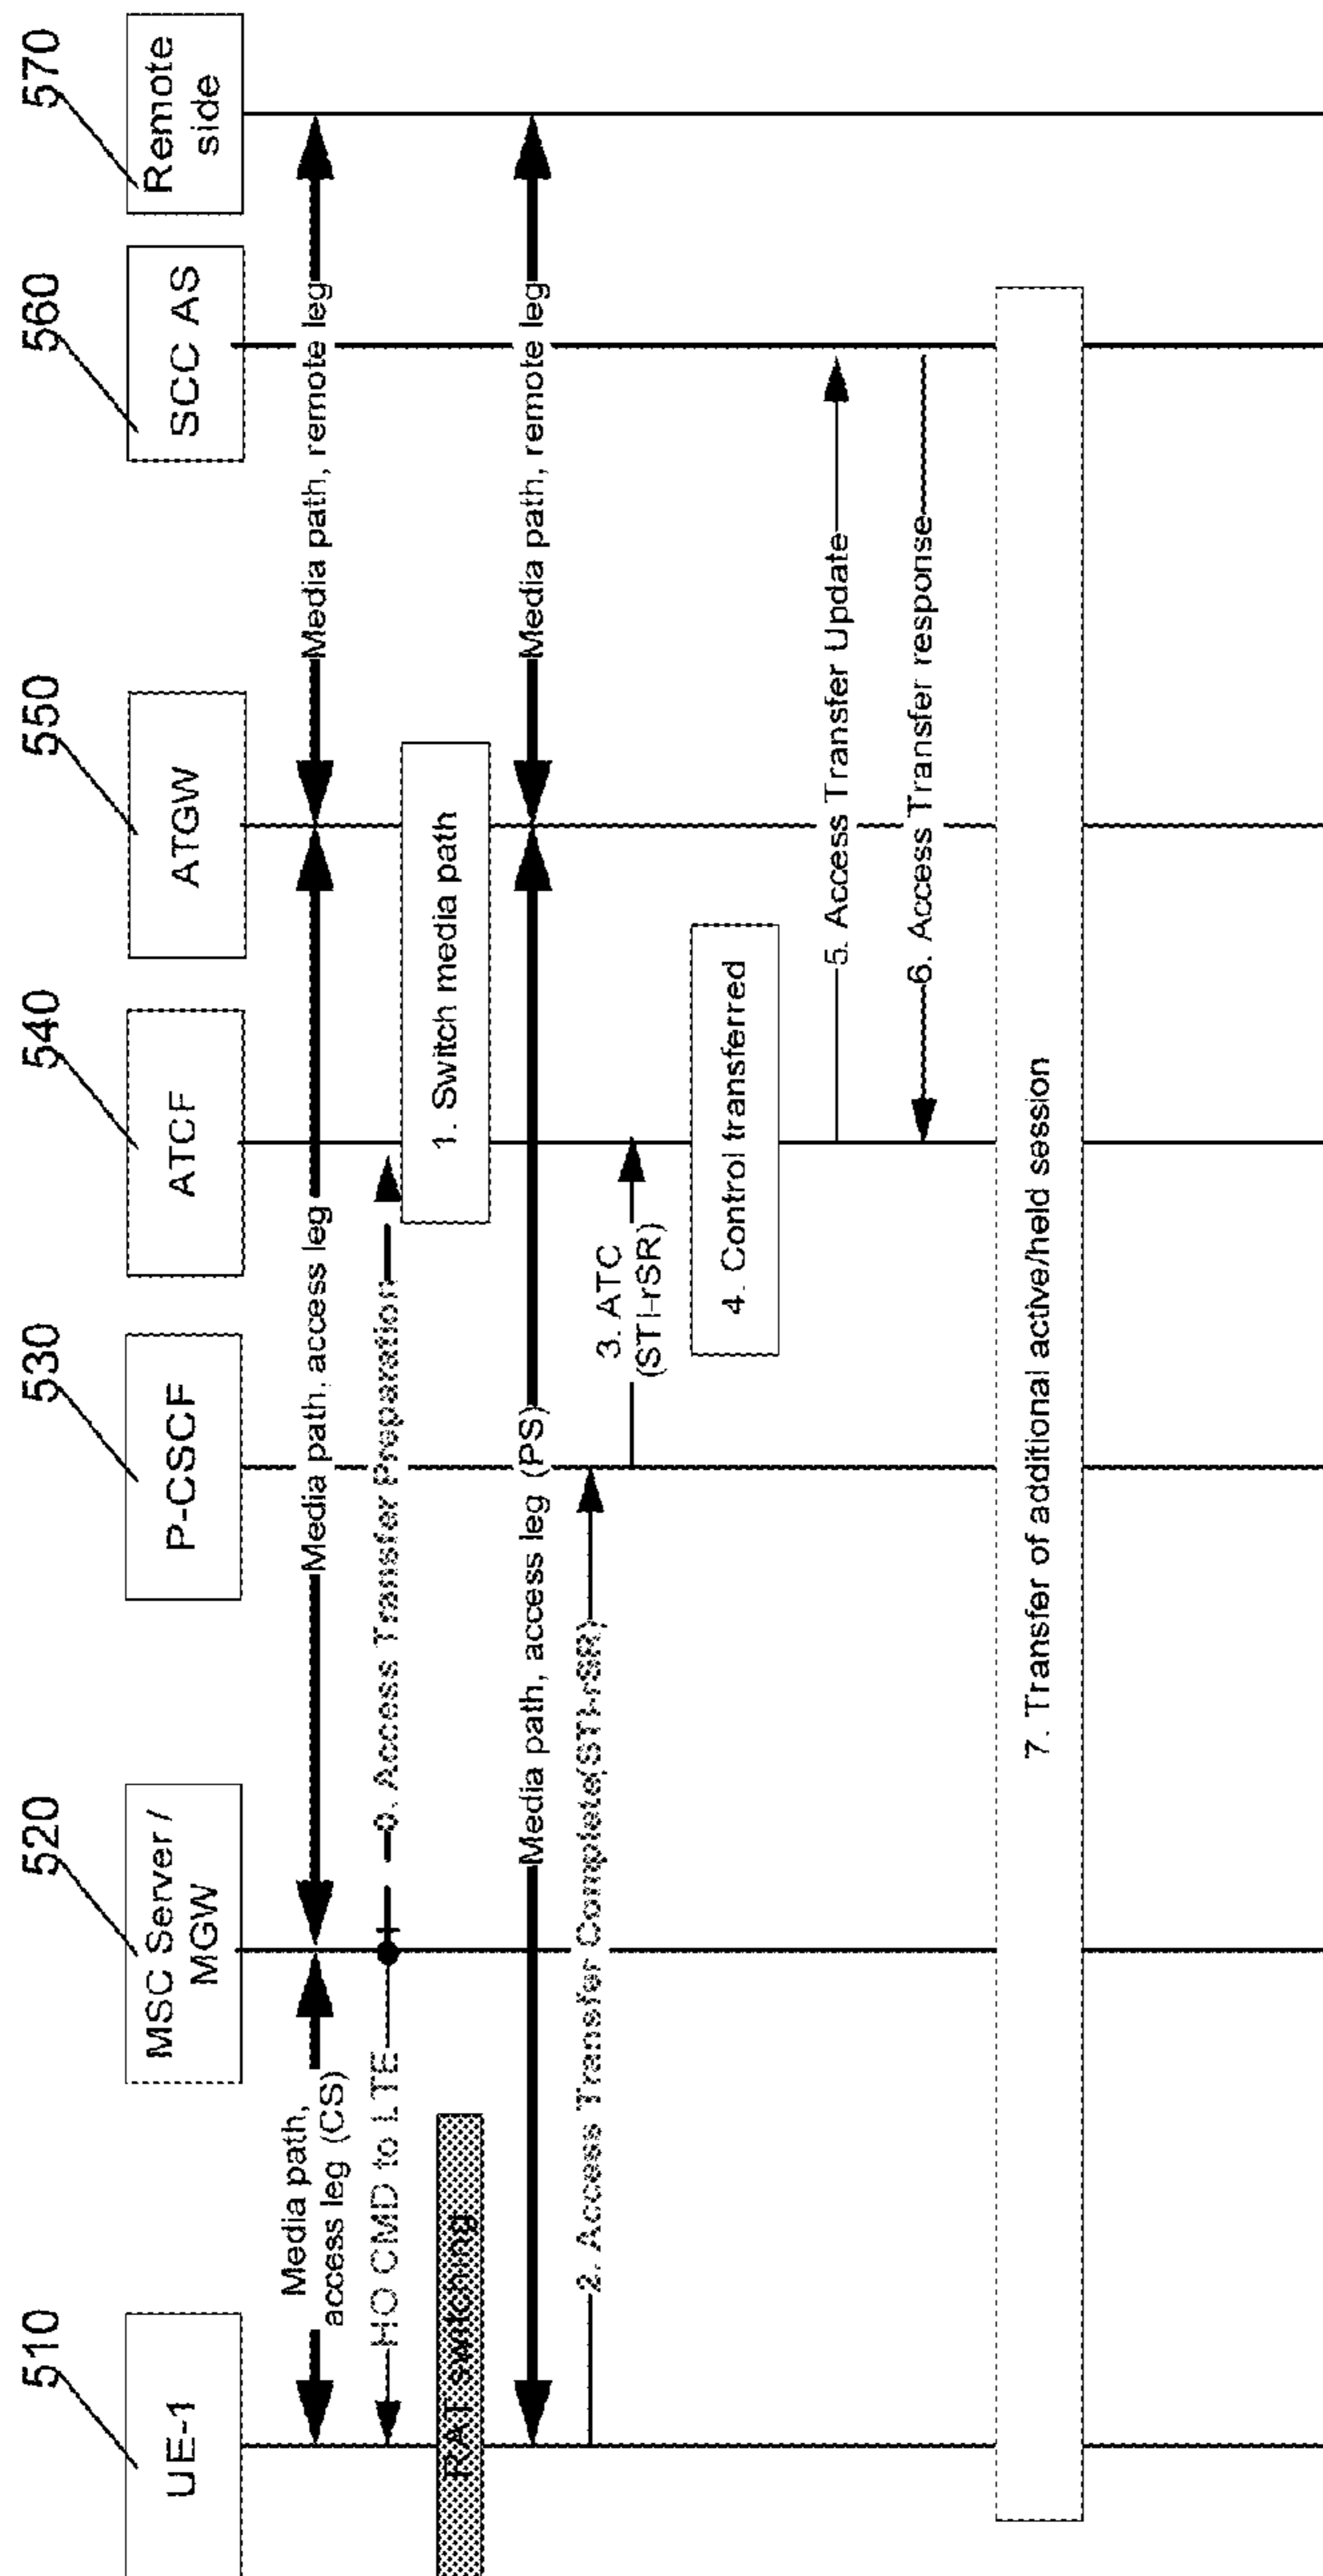 510
520
530
540
550
560
570
UE-1
MSC Server /
MGW
P-CSCF
ATCF
ATGW
SCC AS
Remote
side
Media path,
access leg (CS)
Media path, access leg
Media path, remote leg
HO CMD to LTE
0. Access Transfer Preparation
1. Switch media path
RAT switching
Media path, access leg (PS)
Media path, remote leg
2. Access Transfer Complete(STI-rSR)
3. ATC
(STI-rSR)
4. Control transferred
5. Access Transfer Update
6. Access Transfer response
7. Transfer of additional active/held session